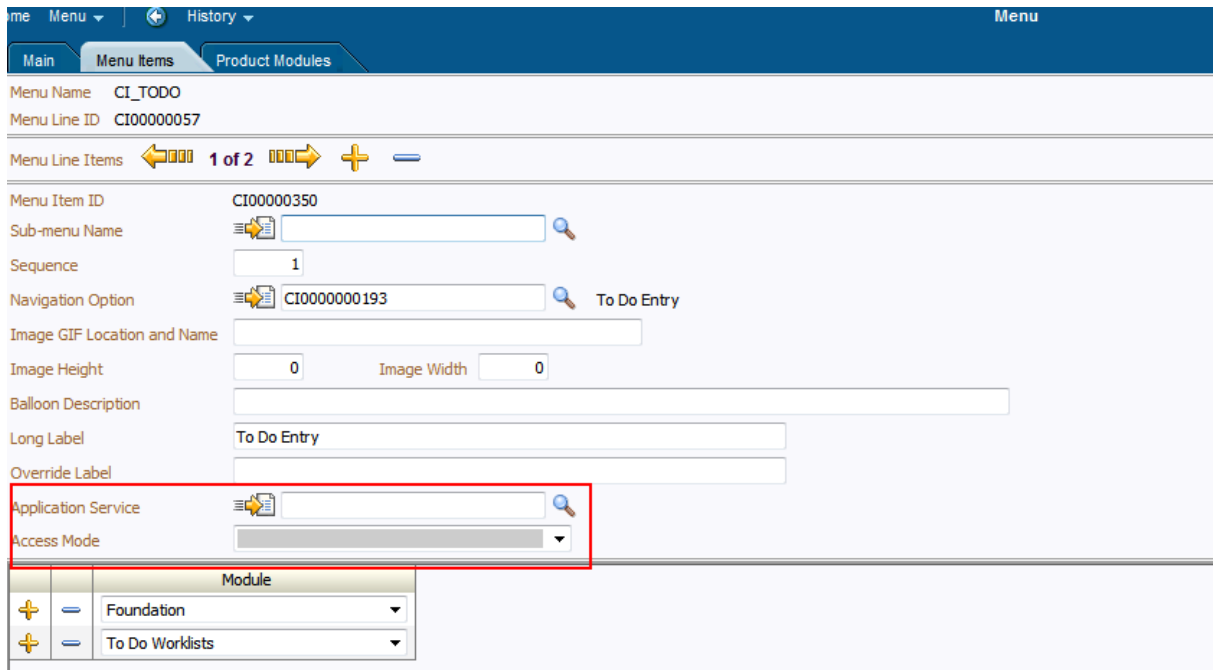 ome Menu History Menu
Main Menu Items Product Modules
Menu Name CI_TODO
Menu Line ID CI00000057
Menu Line Items 1 of 2
Menu Item ID CI00000350
Sub-menu Name
Sequence 1
Navigation Option CI0000000193 To Do Entry
Image GIF Location and Name
Image Height 0 Image Width 0
Balloon Description
Long Label To Do Entry
Override Label
Application Service
Access Mode
Module
Foundation
To Do Worklists